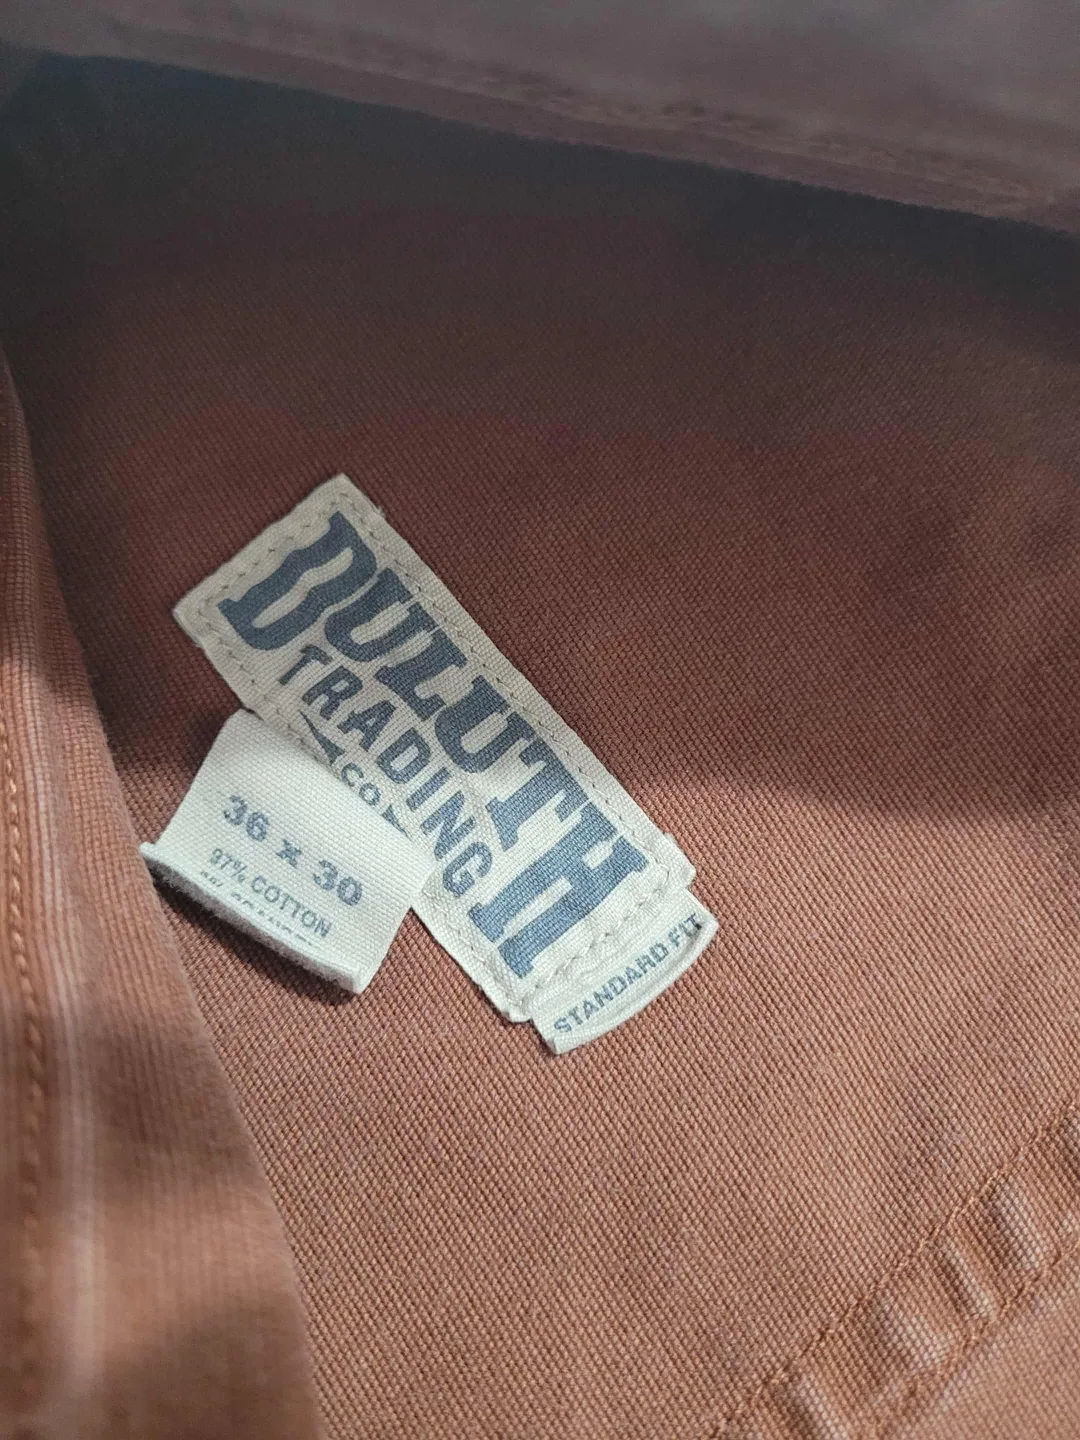 DULUTH
TRADING
CO
36 x 30
97% COTTON
STANDARD FIT